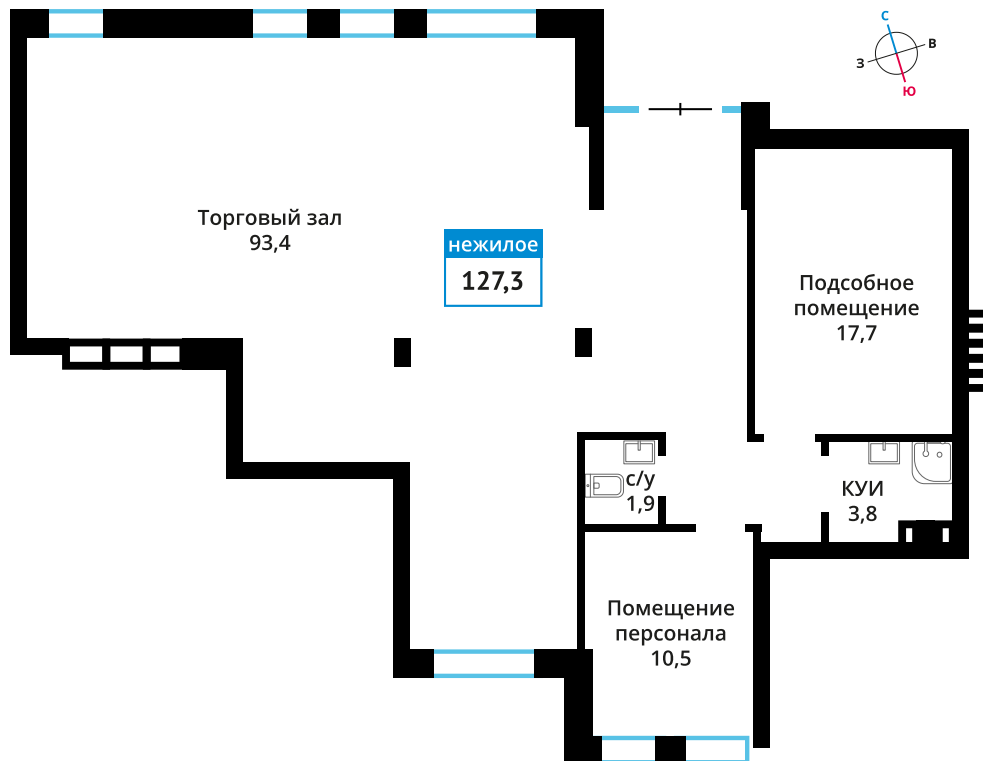 С
В
З
Ю
Торговый зал
93,4
нежилое
127,3
Подсобное
помещение
17,7
с/у
1,9
КУИ
3,8
Помещение
персонала
10,5